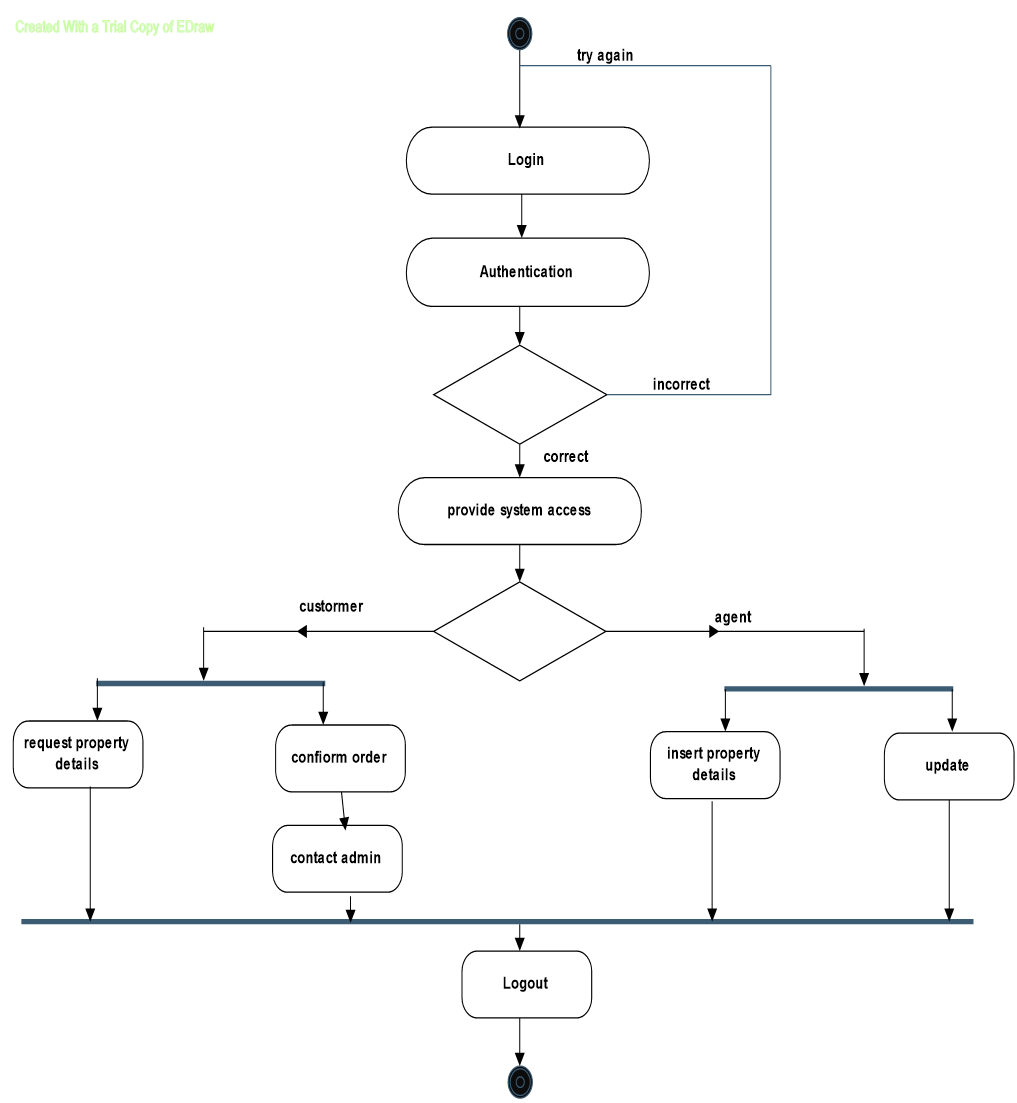 Created With a Trial Copy of EDraw
try again
Login
Authentication
incorrect
correct
provide system access
custormer
agent
request property
details
confiorm order
insert property
details
update
contact admin
Logout